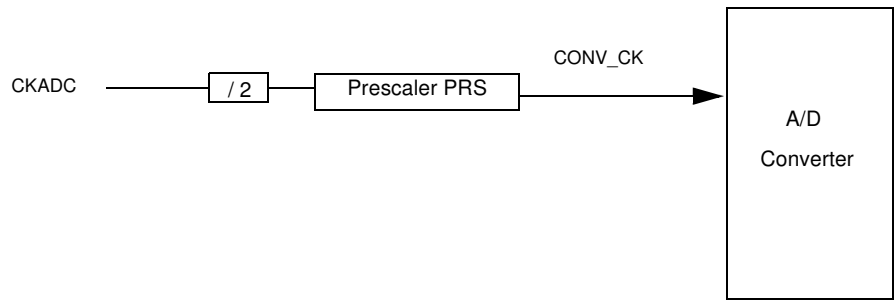 CONV_CK
CKADC
/ 2
Prescaler PRS
A/D
Converter